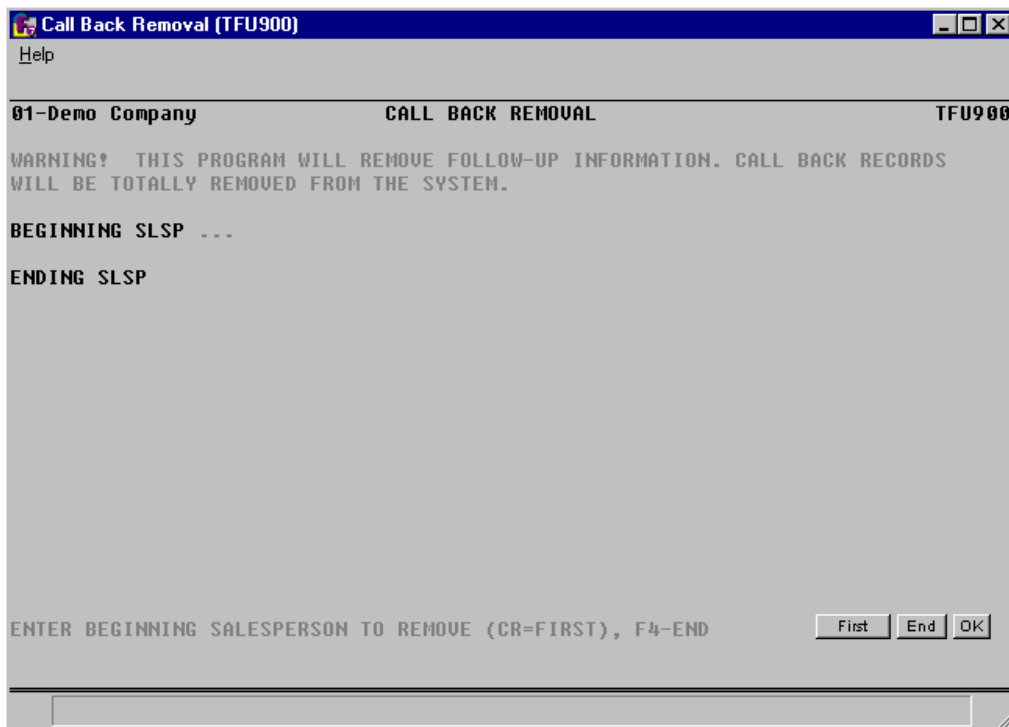 Call Back Removal (TFU900)
Help
01-Demo Company CALL BACK REMOVAL TFU900
WARNING! THIS PROGRAM WILL REMOVE FOLLOW-UP INFORMATION. CALL BACK RECORDS
WILL BE TOTALLY REMOVED FROM THE SYSTEM.
BEGINNING SLSP ...
ENDING SLSP
ENTER BEGINNING SALESPERSON TO REMOVE (CR=FIRST), F4-END First End OK